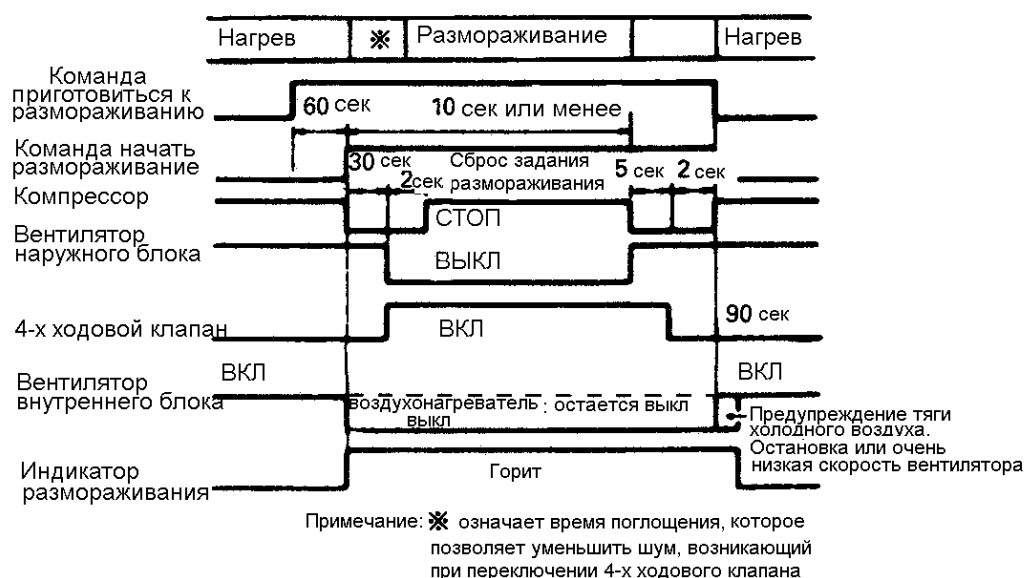 Нагрев ※ Размораживание Нагрев
Команда
приготовиться к
размораживанию
60 сек 10 сек или менее
Команда начать
размораживание
30 сек Сброс задания 5 сек 2 сек
2сек размораживания
Компрессор
СТОП
Вентилятор
наружного блока
ВЫКЛ
4-х ходовой клапан
ВКЛ
90 сек
ВКЛ ВКЛ
Вентилятор
внутреннего блока
воздухонагреватель : остается выкл
выкл
Предупреждение тяги
холодного воздуха.
Остановка или очень
низкая скорость вентилятора
Индикатор
размораживания
Горит
Примечание: ※ означает время поглощения, которое
позволяет уменьшить шум, возникающий
при переключении 4-х ходового клапана